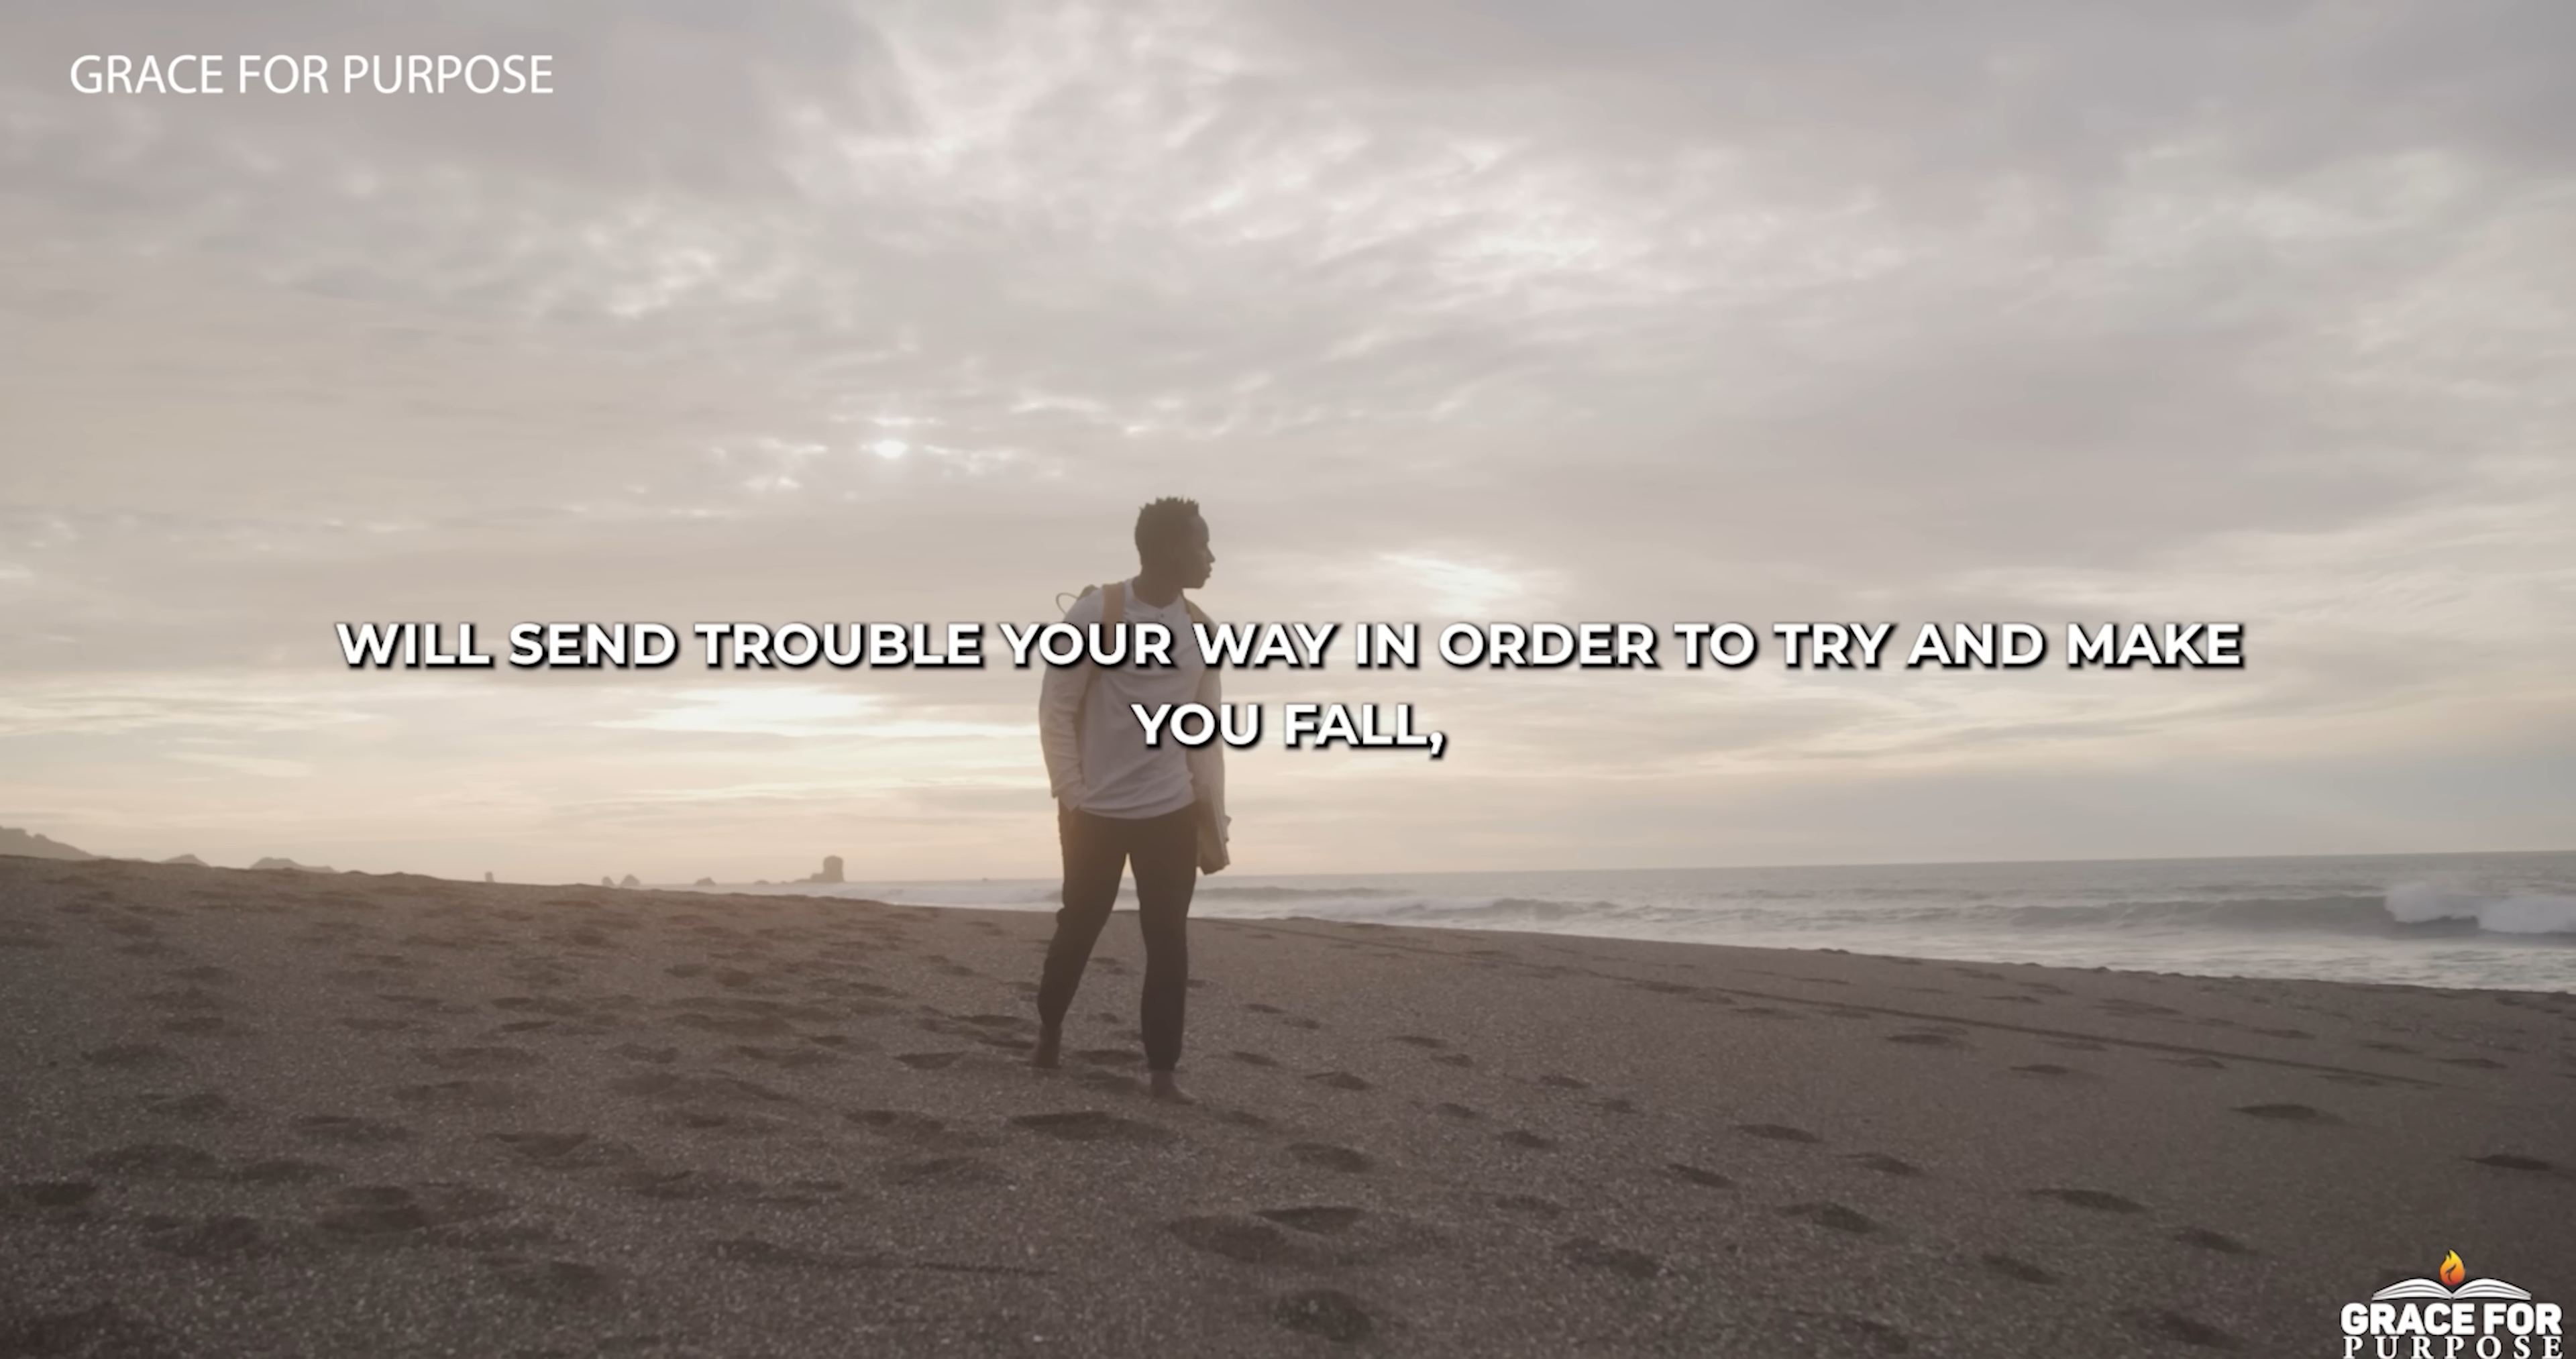 GRACE FOR PURPOSE
WILL SEND TROUBLE YOUR WAY IN ORDER TO TRY AND MAKE
YOU FALL,
GRACE FOR
PURPOSE